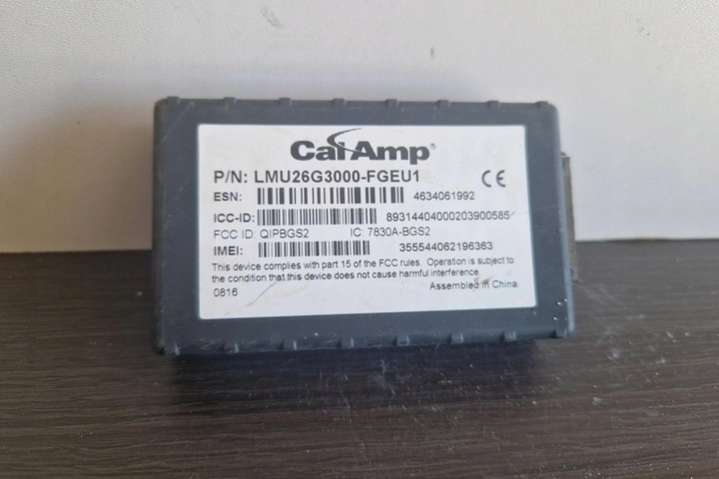 CalAmp®
P/N: LMU26G3000-FGEU1
CE
ESN: 4634061992
ICC-ID: 89314404000203900585
FCC ID: QIPBGS2 IC: 7830A-BGS2
IMEI: 355544062196363
This device complies with part 15 of the FCC rules. Operation is subject to
the condition that this device does not cause harmful interference
0816 Assembled in China